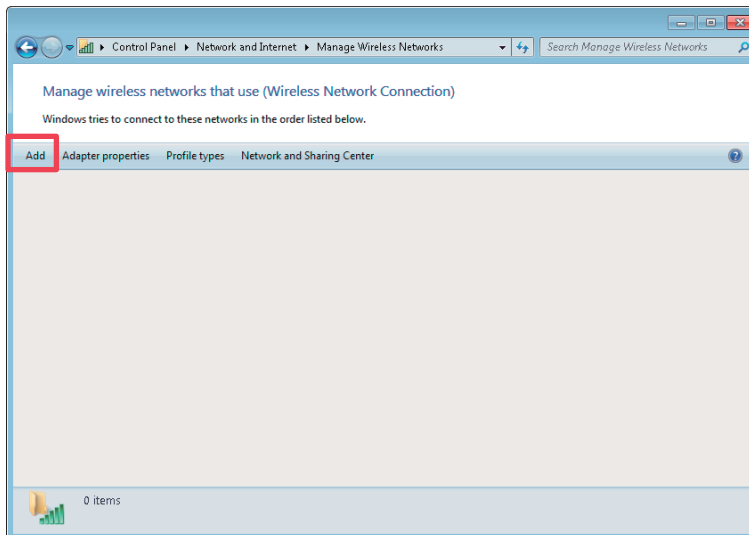 Control Panel ▸ Network and Internet ▸ Manage Wireless Networks
Search Manage Wireless Networks
Manage wireless networks that use (Wireless Network Connection)
Windows tries to connect to these networks in the order listed below.
Add Adapter properties Profile types Network and Sharing Center
0 items